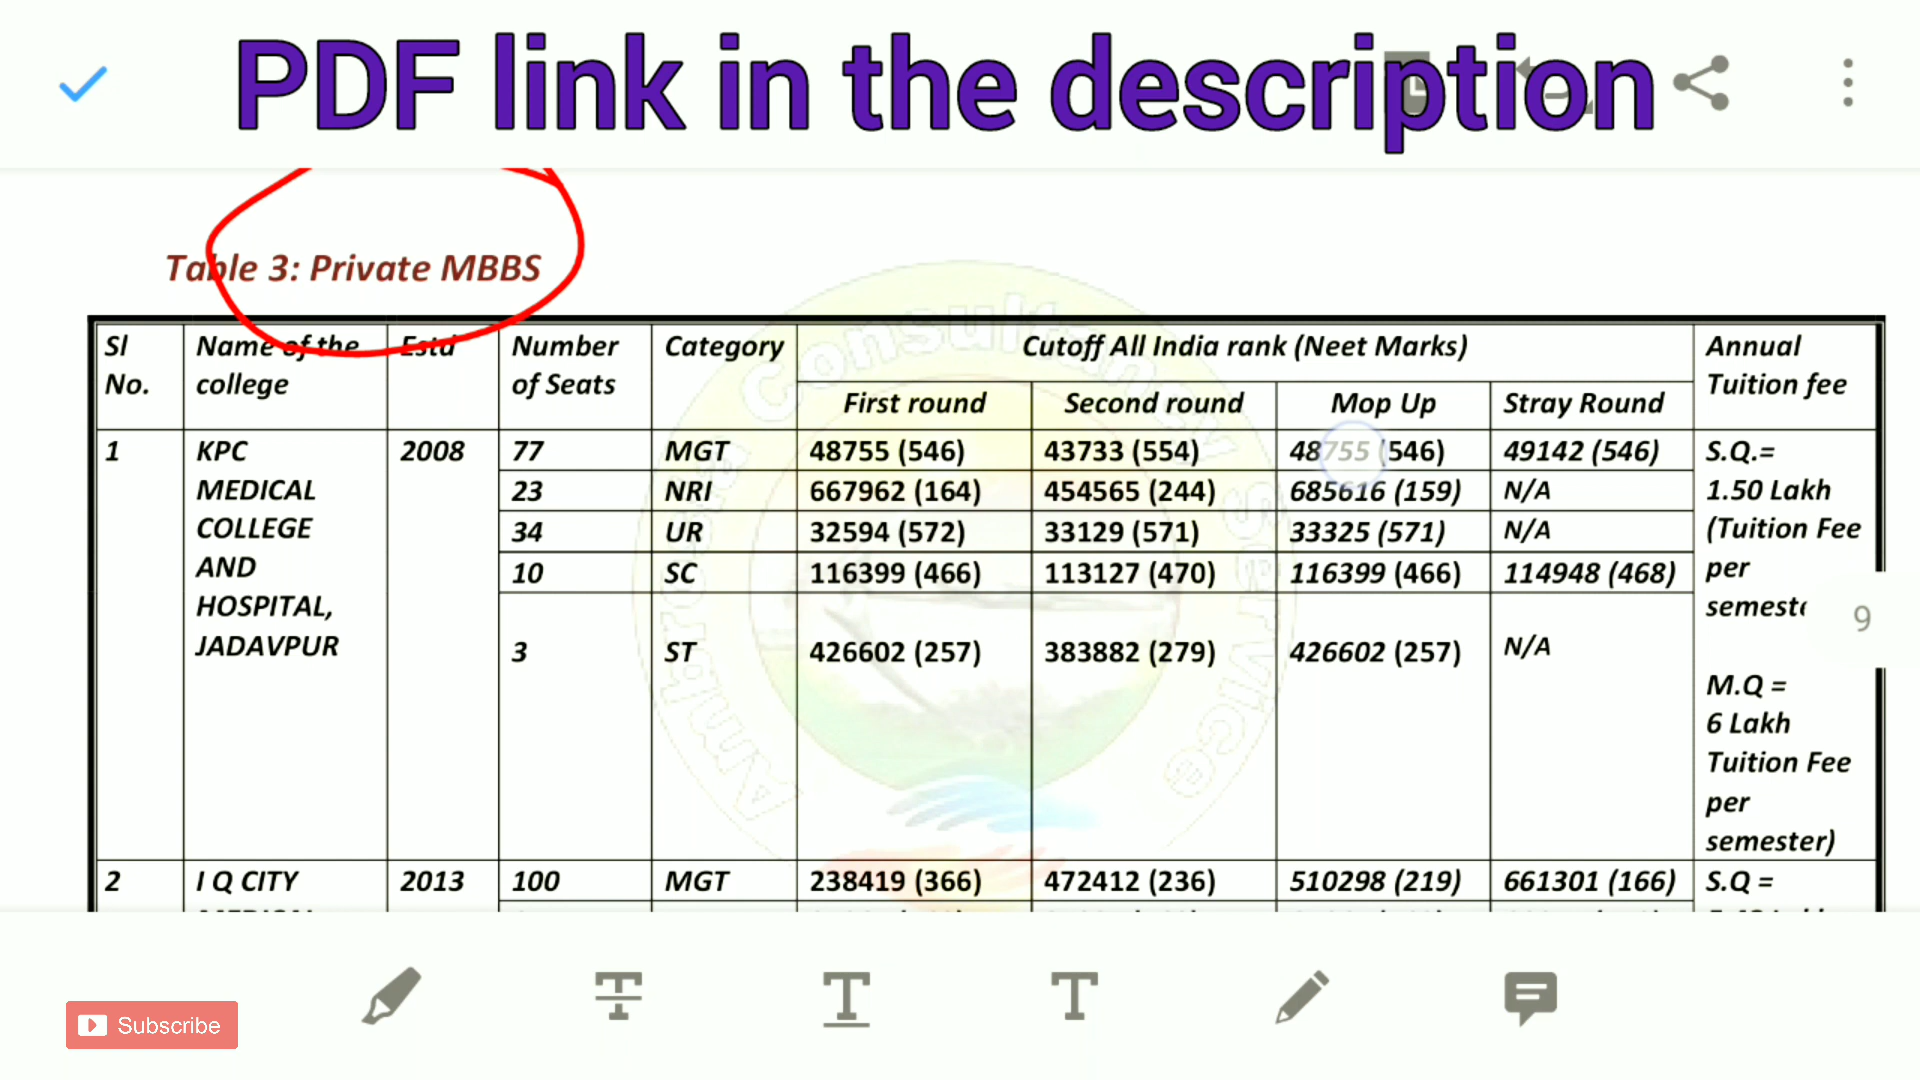 PDF link in the description
Table 3: Private MBBS
Sl No. Name of the college Estd Number of Seats Category Cutoff All India rank (Neet Marks) Annual Tuition fee
First round Second round Mop Up Stray Round
1 KPC MEDICAL COLLEGE AND HOSPITAL, JADAVPUR 2008 77 MGT 48755 (546) 43733 (554) 48755 (546) 49142 (546)
23 NRI 667962 (164) 454565 (244) 685616 (159) N/A
34 UR 32594 (572) 33129 (571) 33325 (571) N/A
10 SC 116399 (466) 113127 (470) 116399 (466) 114948 (468)
3 ST 426602 (257) 383882 (279) 426602 (257) N/A
S.Q.=
1.50 Lakh
(Tuition Fee
per
semest
M.Q =
6 Lakh
Tuition Fee
per
semester)
9
2 I Q CITY 2013 100 MGT 238419 (366) 472412 (236) 510298 (219) 661301 (166) S.Q =
Ambrosia Consultancy Service
Subscribe